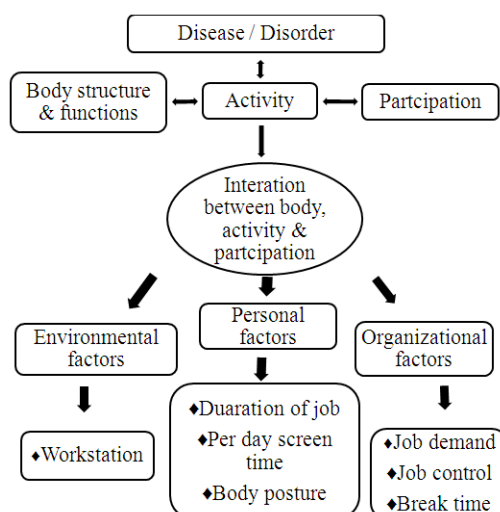 Disease / Disorder
Body structure
& functions
Activity
Partcipation
Interation
between body,
activity &
partcipation
Environmental
factors
Personal
factors
Organizational
factors
♦Workstation
♦Duaration of job
♦Per day screen
time
♦Body posture
♦Job demand
♦Job control
♦Break time